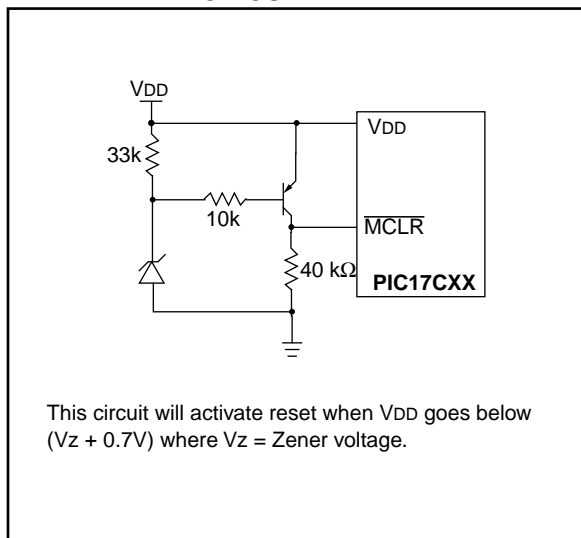 VDD
33k
10k
VDD
MCLR
40 kΩ
PIC17CXX
This circuit will activate reset when VDD goes below
(Vz + 0.7V) where Vz = Zener voltage.